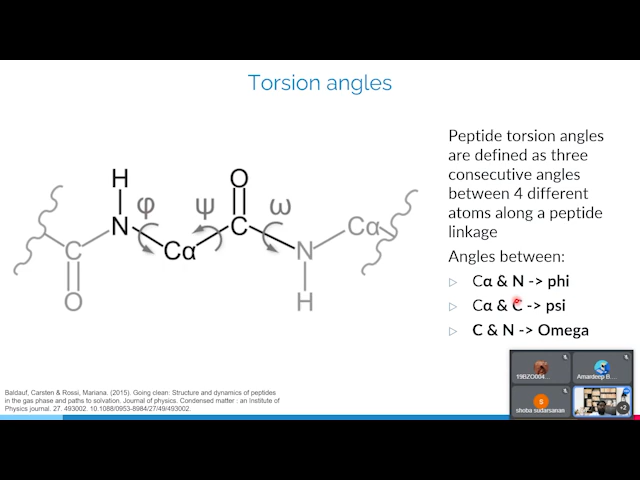 Torsion angles
H
O
φ
ψ
ω
N
C
Cα
C
N
Cα
O
H
Peptide torsion angles
are defined as three
consecutive angles
between 4 different
atoms along a peptide
linkage
Angles between:
▷ Cα & N -> phi
▷ Cα & C -> psi
▷ C & N -> Omega
Baldauf, Carsten & Rossi, Mariana. (2015). Going clean: Structure and dynamics of peptides
in the gas phase and paths to solvation. Journal of physics. Condensed matter : an Institute of
Physics journal. 27. 493002. 10.1088/0953-8984/27/49/493002.
19BZO004...
Amardeep B...
S
shoba sudarsanan
+2